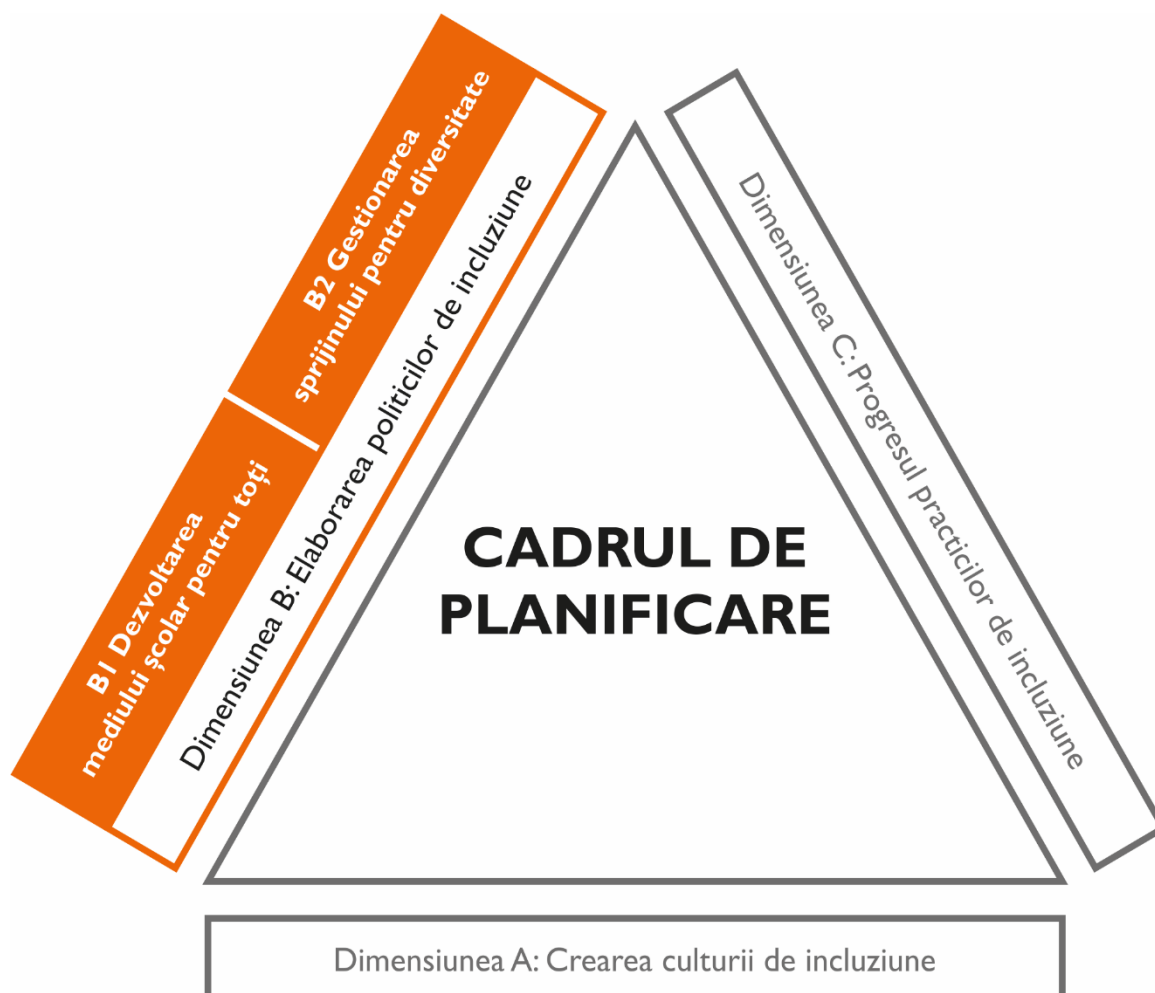 B2 Gestionarea
sprijinului pentru diversitate
B1 Dezvoltarea
mediului școlar pentru toți
Dimensiunea B: Elaborarea politicilor de incluziune
CADRUL DE
PLANIFICARE
Dimensiunea C: Progresul practicilor de incluziune
Dimensiunea A: Crearea culturii de incluziune